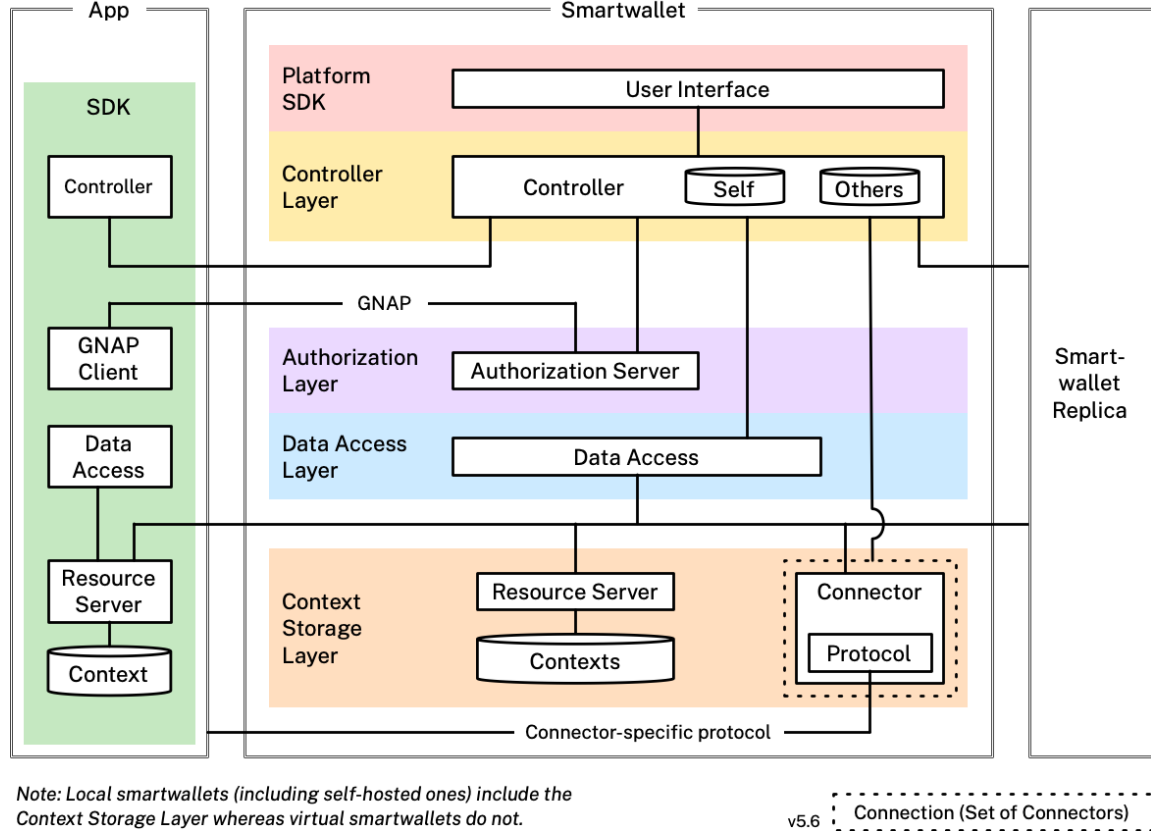 App
Smartwallet
SDK
Controller
GNAP
Client
Data
Access
Resource
Server
Context
Platform
SDK
User Interface
Controller
Layer
Controller
Self
Others
GNAP
Authorization
Layer
Authorization Server
Data Access
Layer
Data Access
Context
Storage
Layer
Resource Server
Contexts
Connector
Protocol
Connector-specific protocol
Smart-
wallet
Replica
Note: Local smartwallets (including self-hosted ones) include the
Context Storage Layer whereas virtual smartwallets do not.
v5.6
Connection (Set of Connectors)